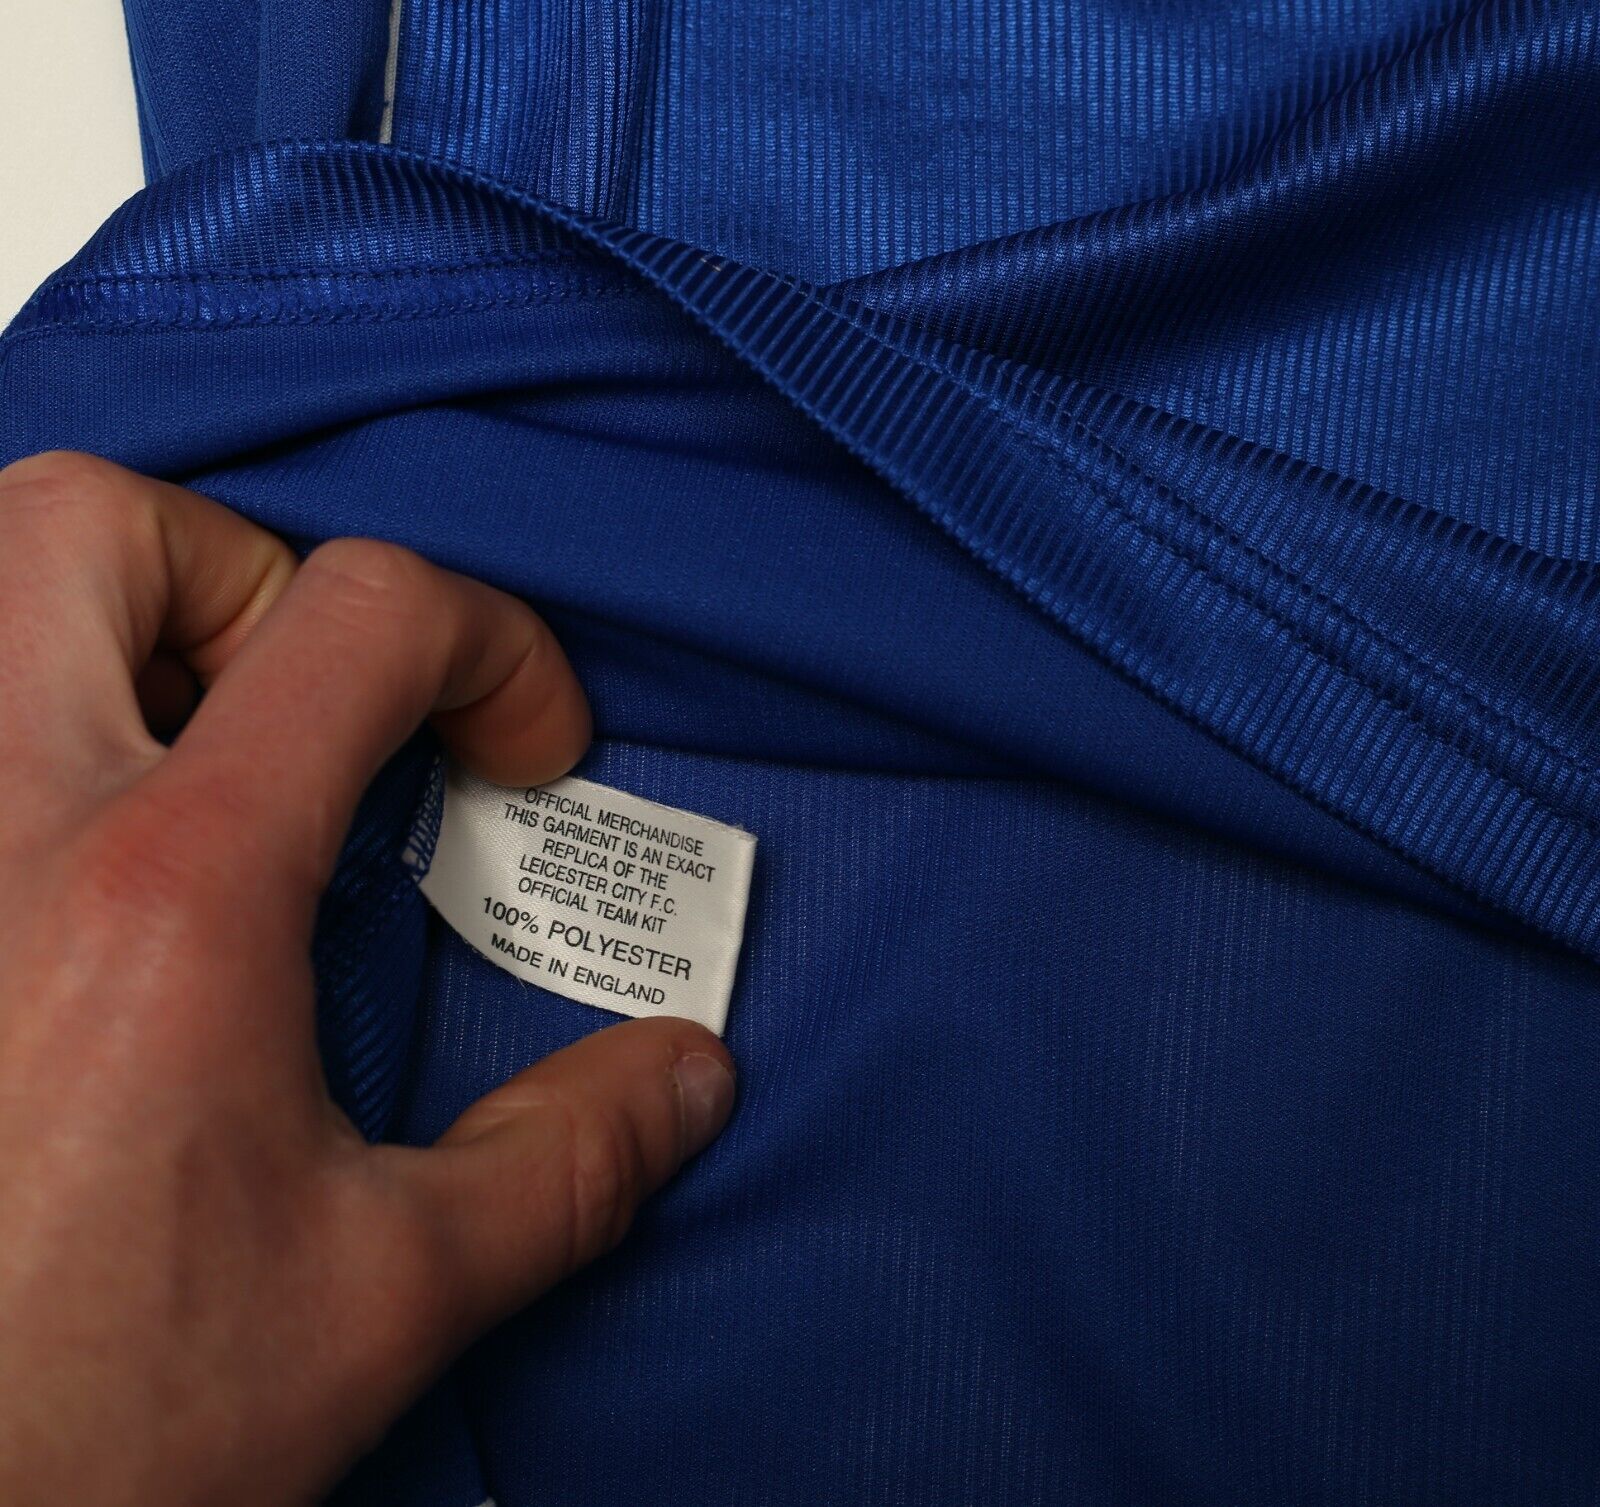 OFFICIAL MERCHANDISE
THIS GARMENT IS AN EXACT
REPLICA OF THE
LEICESTER CITY F.C.
OFFICIAL TEAM KIT
100% POLYESTER
MADE IN ENGLAND